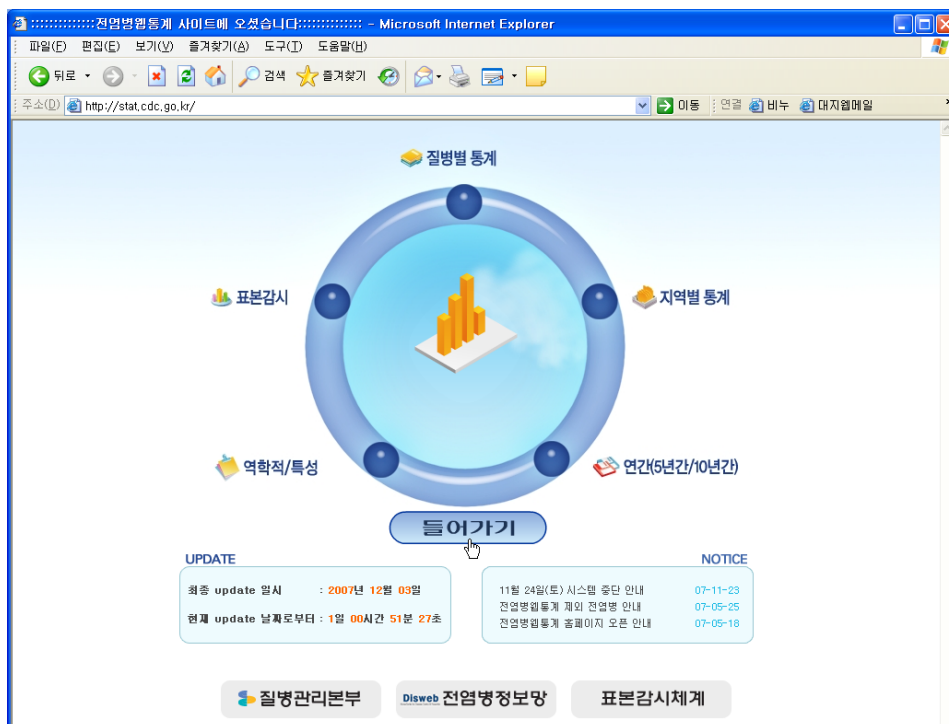 ::::::::::::::전염병웹통계 사이트에 오셨습니다:::::::::::::: - Microsoft Internet Explorer
파일(F) 편집(E) 보기(V) 즐겨찾기(A) 도구(T) 도움말(H)
뒤로 검색 즐겨찾기
주소(D) http://stat.cdc.go.kr/ 이동 연결 비누 대지웹메일
질병별 통계
표본감시
지역별 통계
역학적/특성
연간(5년간/10년간)
들어가기
UPDATE
최종 update 일시 : 2007년 12월 03일
현재 update 날짜로부터 : 1일 00시간 51분 27초
NOTICE
11월 24일(토) 시스템 중단 안내 07-11-23
전염병웹통계 제외 전염병 안내 07-05-25
전염병웹통계 홈페이지 오픈 안내 07-05-18
질병관리본부
Disweb 전염병정보망
표본감시체계